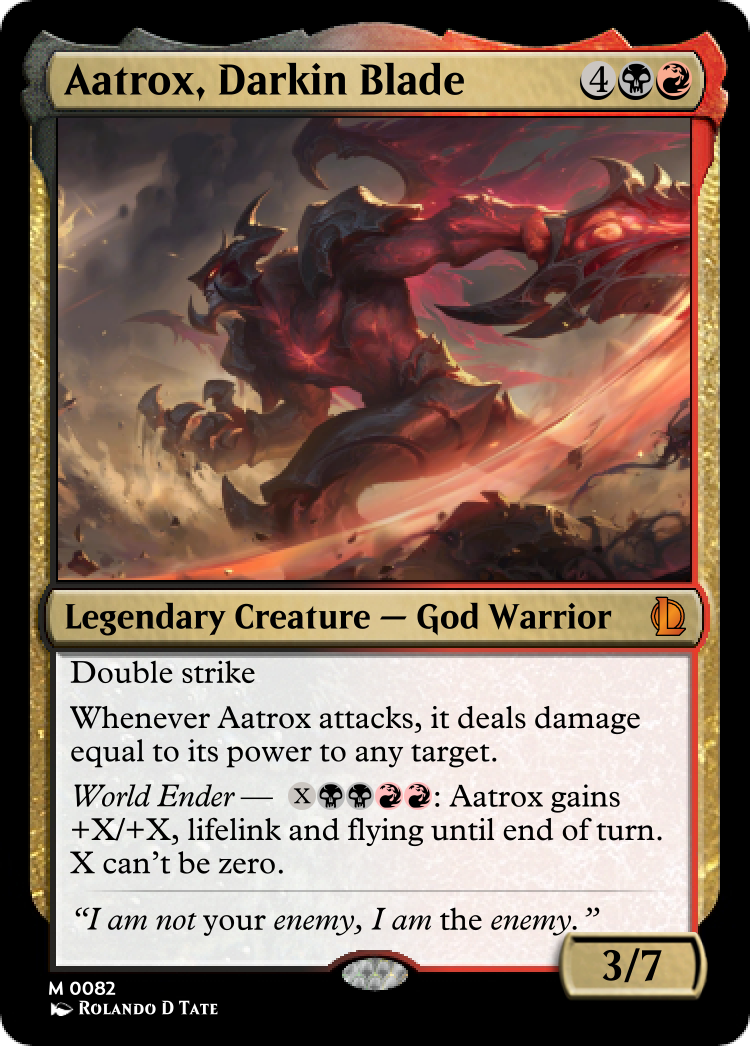 Aatrox, Darkin Blade 4
Legendary Creature — God Warrior
Double strike
Whenever Aatrox attacks, it deals damage
equal to its power to any target.
World Ender — X : Aatrox gains
+X/+X, lifelink and flying until end of turn.
X can't be zero.
“I am not your enemy, I am the enemy.”
3/7
M 0082
Rolando D Tate